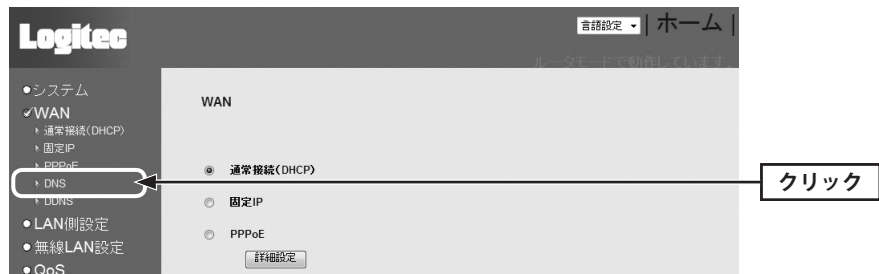 Logitec
言語設定
|ホーム|
ルータモードで動作しています。
●システム
WAN
通常接続(DHCP)
固定IP
PPPoE
DNS
DDNS
●LAN側設定
●無線LAN設定
●QoS
WAN
通常接続(DHCP)
固定IP
PPPoE
詳細設定
クリック